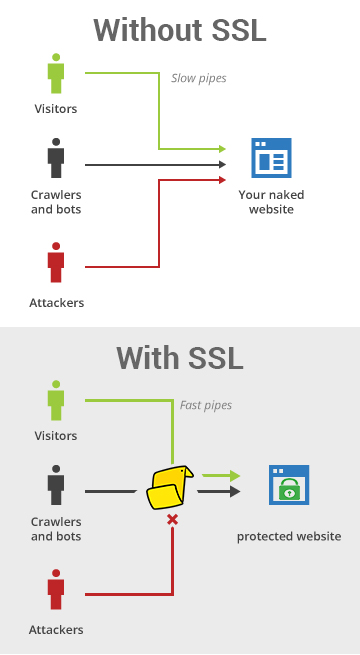 Without SSL
Slow pipes
Visitors
Crawlers
and bots
Your naked
website
Attackers
With SSL
Fast pipes
Visitors
Crawlers
and bots
protected website
Attackers